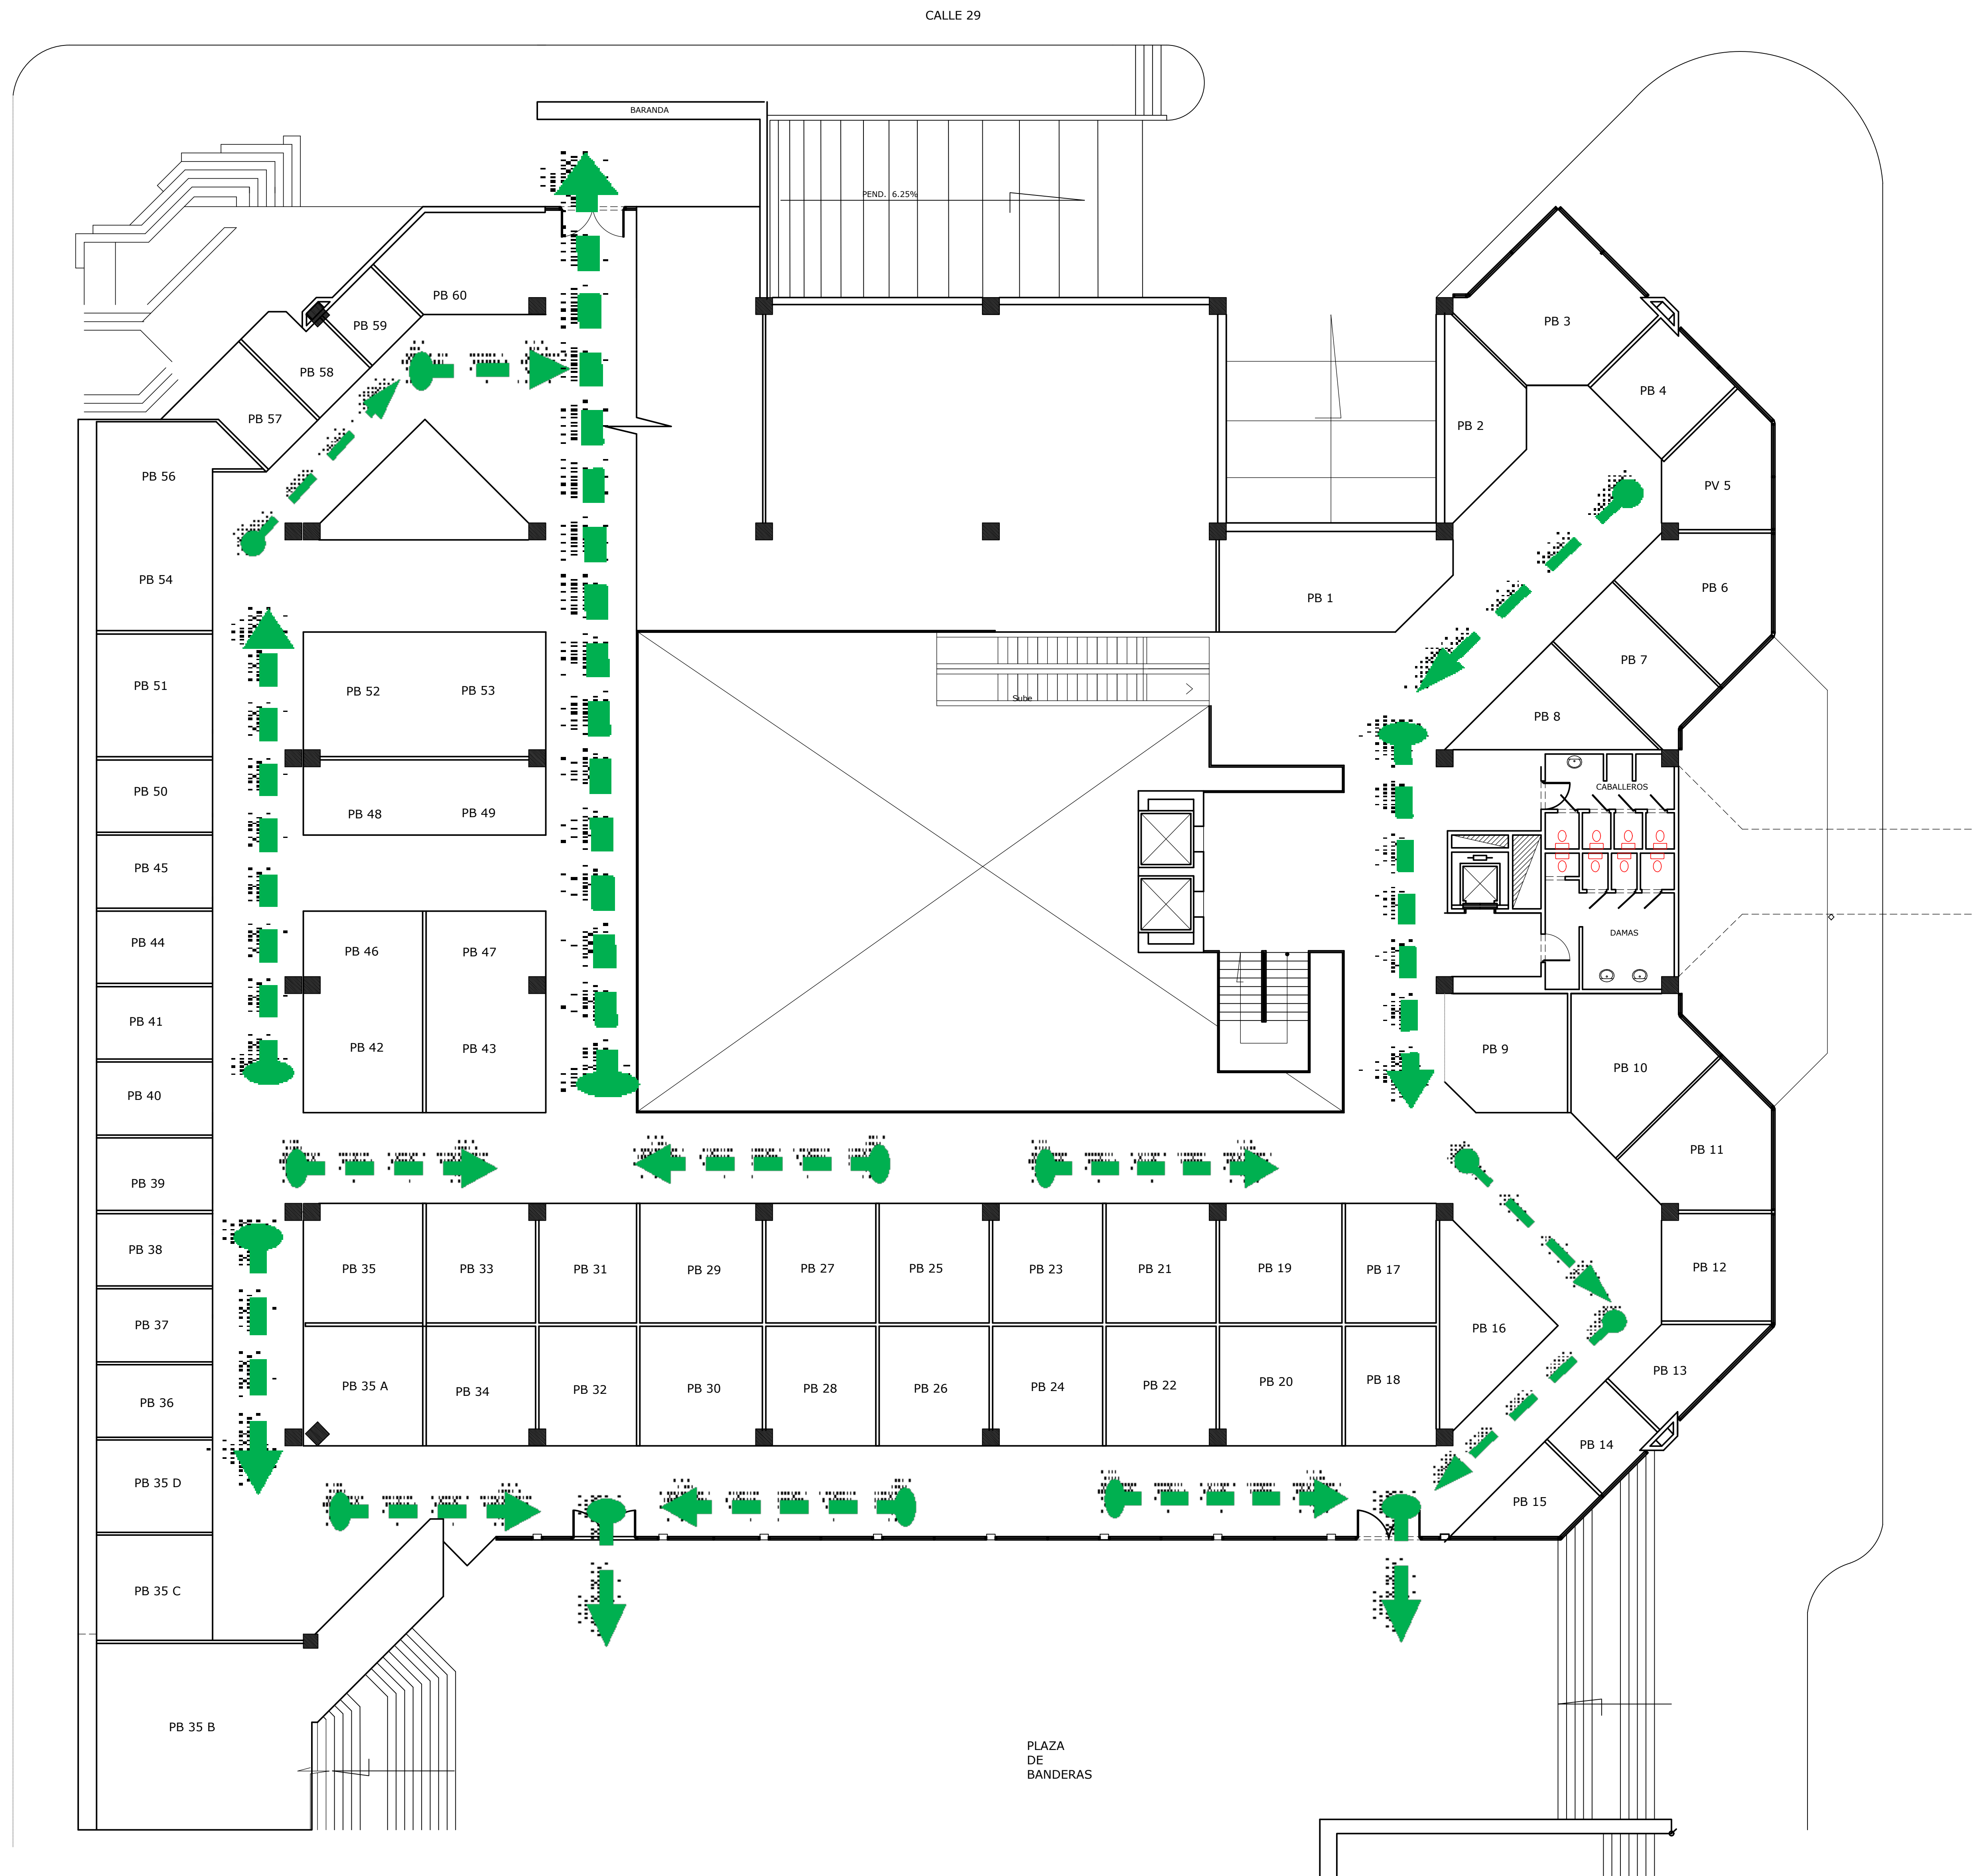 CALLE 29
BARANDA
PEND. 6.25%
PB 60
PB 59
PB 58
PB 57
PB 3
PB 4
PB 2
PV 5
PB 56
PB 54
PB 6
PB 1
PB 7
PB 51
PB 52
PB 53
Sube
PB 8
PB 50
PB 48
PB 49
CABALLEROS
PB 45
PB 44
PB 46
PB 47
DAMAS
PB 41
PB 42
PB 43
PB 9
PB 10
PB 40
PB 11
PB 39
PB 38
PB 35
PB 33
PB 31
PB 29
PB 27
PB 25
PB 23
PB 21
PB 19
PB 17
PB 12
PB 37
PB 16
PB 13
PB 36
PB 35 A
PB 34
PB 32
PB 30
PB 28
PB 26
PB 24
PB 22
PB 20
PB 18
PB 14
PB 35 D
PB 15
PB 35 C
PB 35 B
PLAZA
DE
BANDERAS